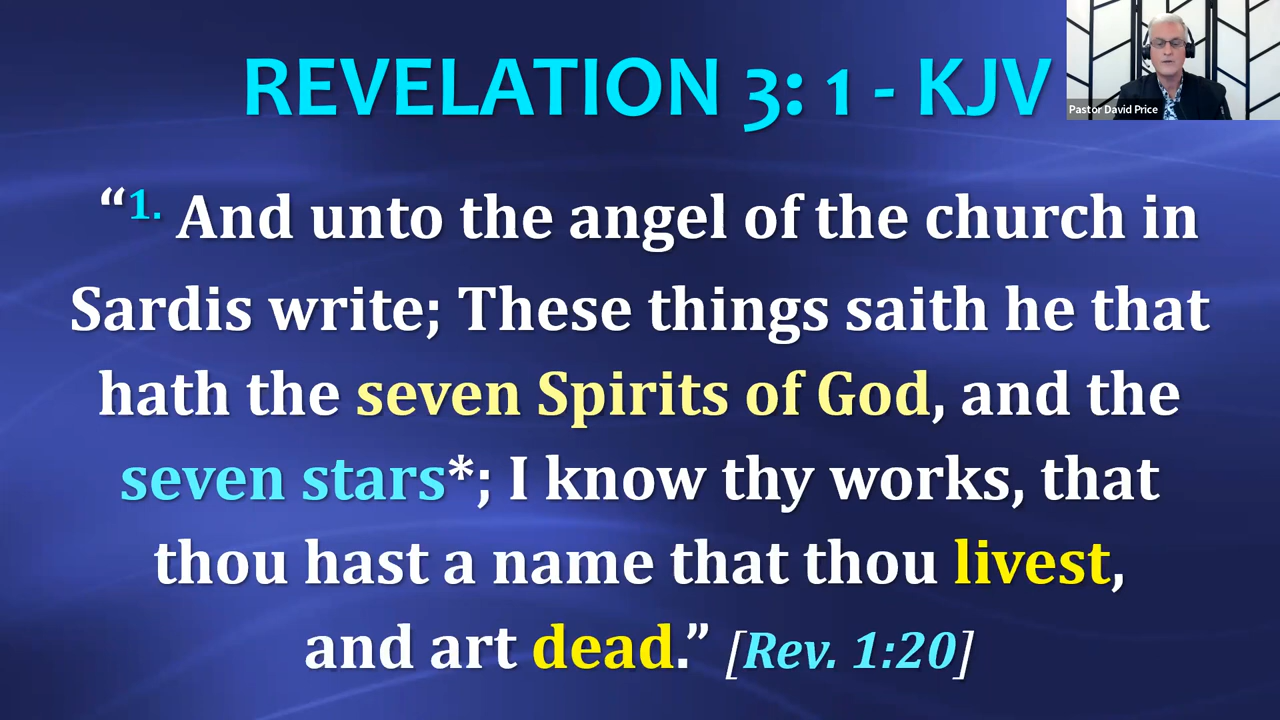 REVELATION 3: 1 - KJV
Pastor David Price
“1. And unto the angel of the church in
Sardis write; These things saith he that
hath the seven Spirits of God, and the
seven stars*; I know thy works, that
thou hast a name that thou livest,
and art dead.” [Rev. 1:20]